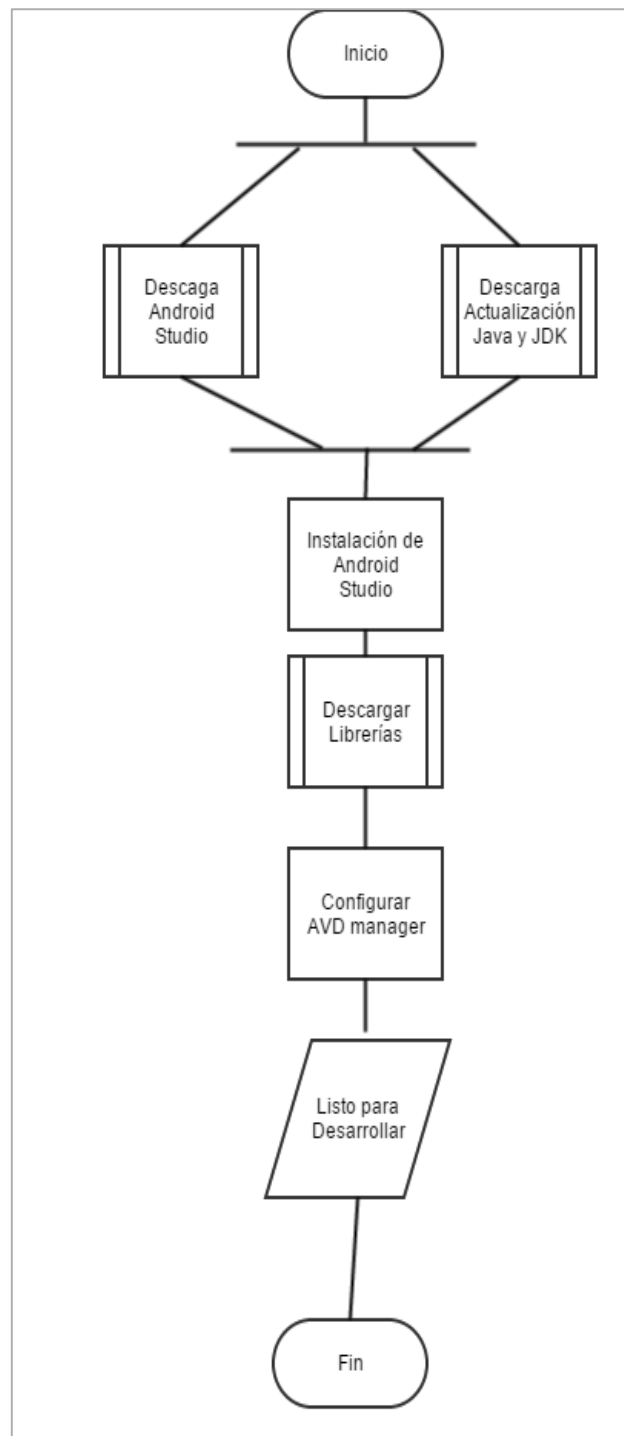 Inicio
Descaga
Android
Studio
Descarga
Actualización
Java y JDK
Instalación de
Android
Studio
Descargar
Librerías
Configurar
AVD manager
Listo para
Desarrollar
Fin